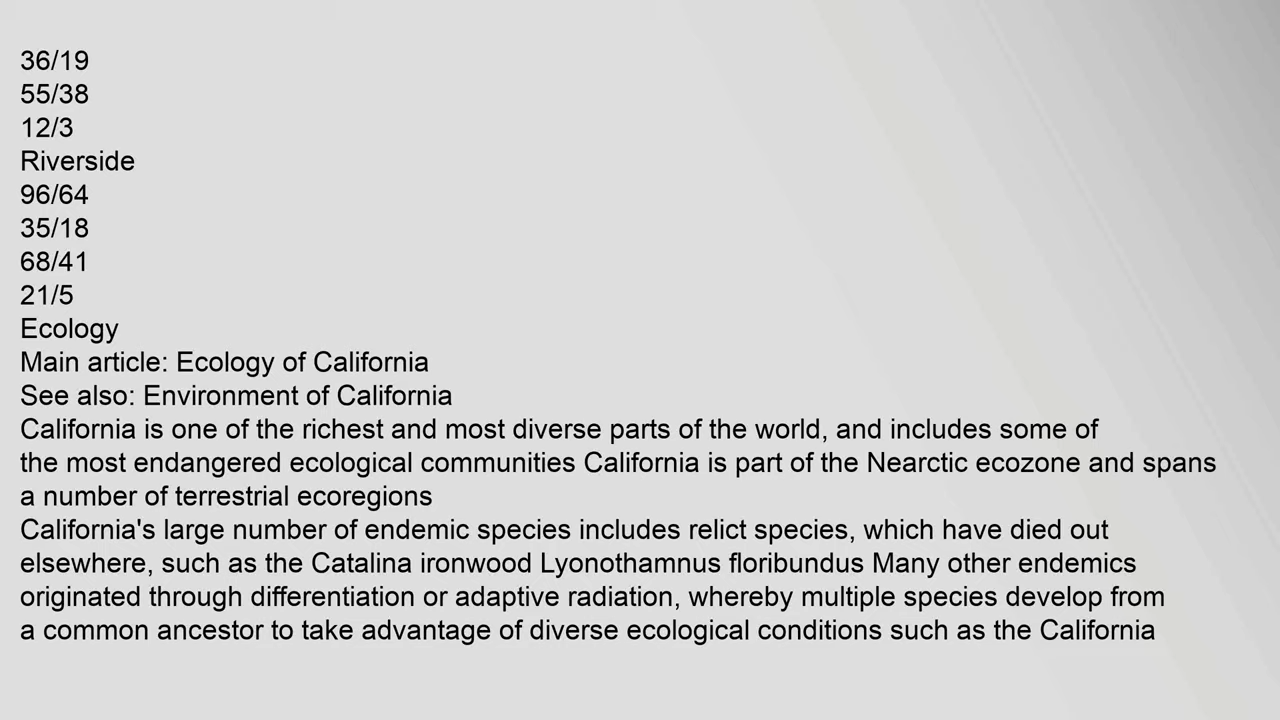 36/19
55/38
12/3
Riverside
96/64
35/18
68/41
21/5
Ecology
Main article: Ecology of California
See also: Environment of California
California is one of the richest and most diverse parts of the world, and includes some of
the most endangered ecological communities California is part of the Nearctic ecozone and spans
a number of terrestrial ecoregions
California's large number of endemic species includes relict species, which have died out
elsewhere, such as the Catalina ironwood Lyonothamnus floribundus Many other endemics
originated through differentiation or adaptive radiation, whereby multiple species develop from
a common ancestor to take advantage of diverse ecological conditions such as the California